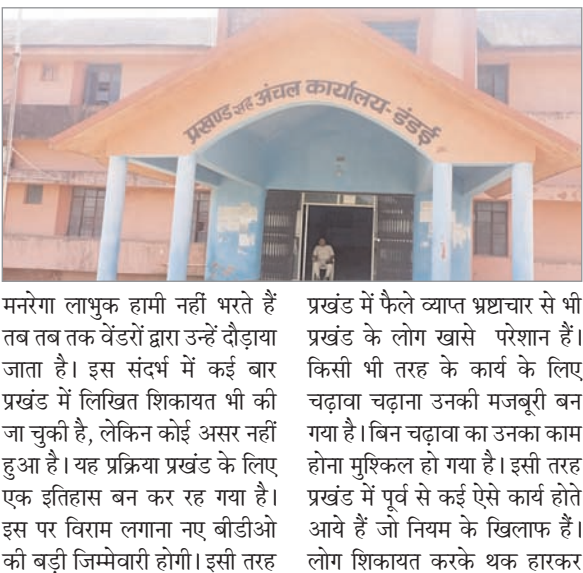 प्रखण्ड सह अंचल कार्यालय- डंडई
मनरेगा लाभुक हामी नहीं भरते हैं
तब तब तक वेंडरों द्वारा उन्हें दौड़ाया
जाता है। इस संदर्भ में कई बार
प्रखंड में लिखित शिकायत भी की
जा चुकी है, लेकिन कोई असर नहीं
हुआ है। यह प्रक्रिया प्रखंड के लिए
एक इतिहास बन कर रह गया है।
इस पर विराम लगाना नए बीडीओ
की बड़ी जिम्मेवारी होगी। इसी तरह
प्रखंड में फैले व्याप्त भ्रष्टाचार से भी
प्रखंड के लोग खासे परेशान हैं।
किसी भी तरह के कार्य के लिए
चढ़ावा चढ़ाना उनकी मजबूरी बन
गया है। बिन चढ़ावा का उनका काम
होना मुश्किल हो गया है। इसी तरह
प्रखंड में पूर्व से कई ऐसे कार्य होते
आये हैं जो नियम के खिलाफ हैं।
लोग शिकायत करके थक हारकर